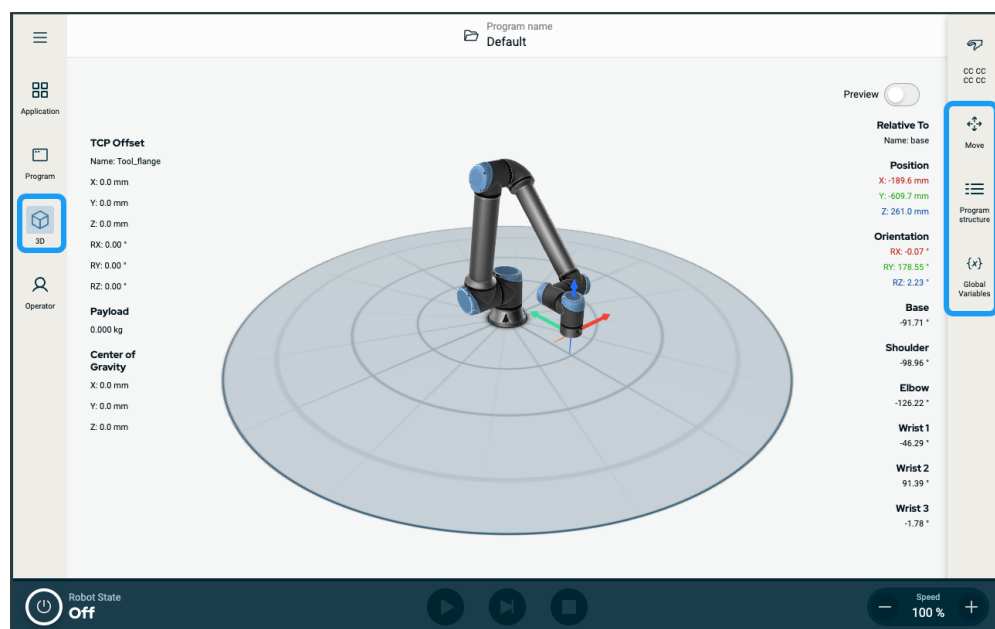 Program name
Default
CC CC
CC CC
Application
Program
3D
Operator
TCP Offset
Name: Tool_flange
X: 0.0 mm
Y: 0.0 mm
Z: 0.0 mm
RX: 0.00 °
RY: 0.00 °
RZ: 0.00 °
Payload
0.000 kg
Center of
Gravity
X: 0.0 mm
Y: 0.0 mm
Z: 0.0 mm
Preview
Relative To
Name: base
Position
X: -189.6 mm
Y: -609.7 mm
Z: 261.0 mm
Orientation
RX: -0.07 °
RY: 178.55 °
RZ: 2.23 °
Base
-91.71 °
Shoulder
-98.96 °
Elbow
-126.22 °
Wrist 1
-46.29 °
Wrist 2
91.39 °
Wrist 3
-1.78 °
Move
Program
structure
{x}
Global
Variables
Robot State
Off
Speed
100 %